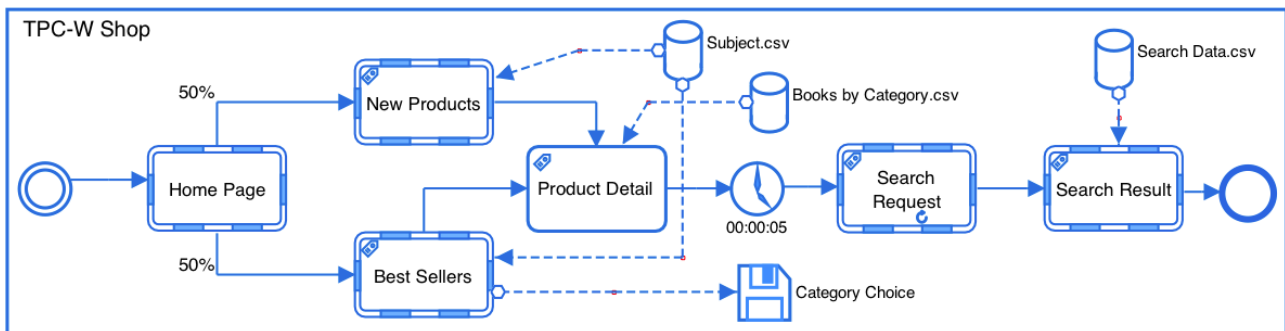 TPC-W Shop
Subject.csv
Search Data.csv
50%
New Products
Books by Category.csv
Home Page
Product Detail
Search
Request
Search Result
00:00:05
50%
Best Sellers
Category Choice